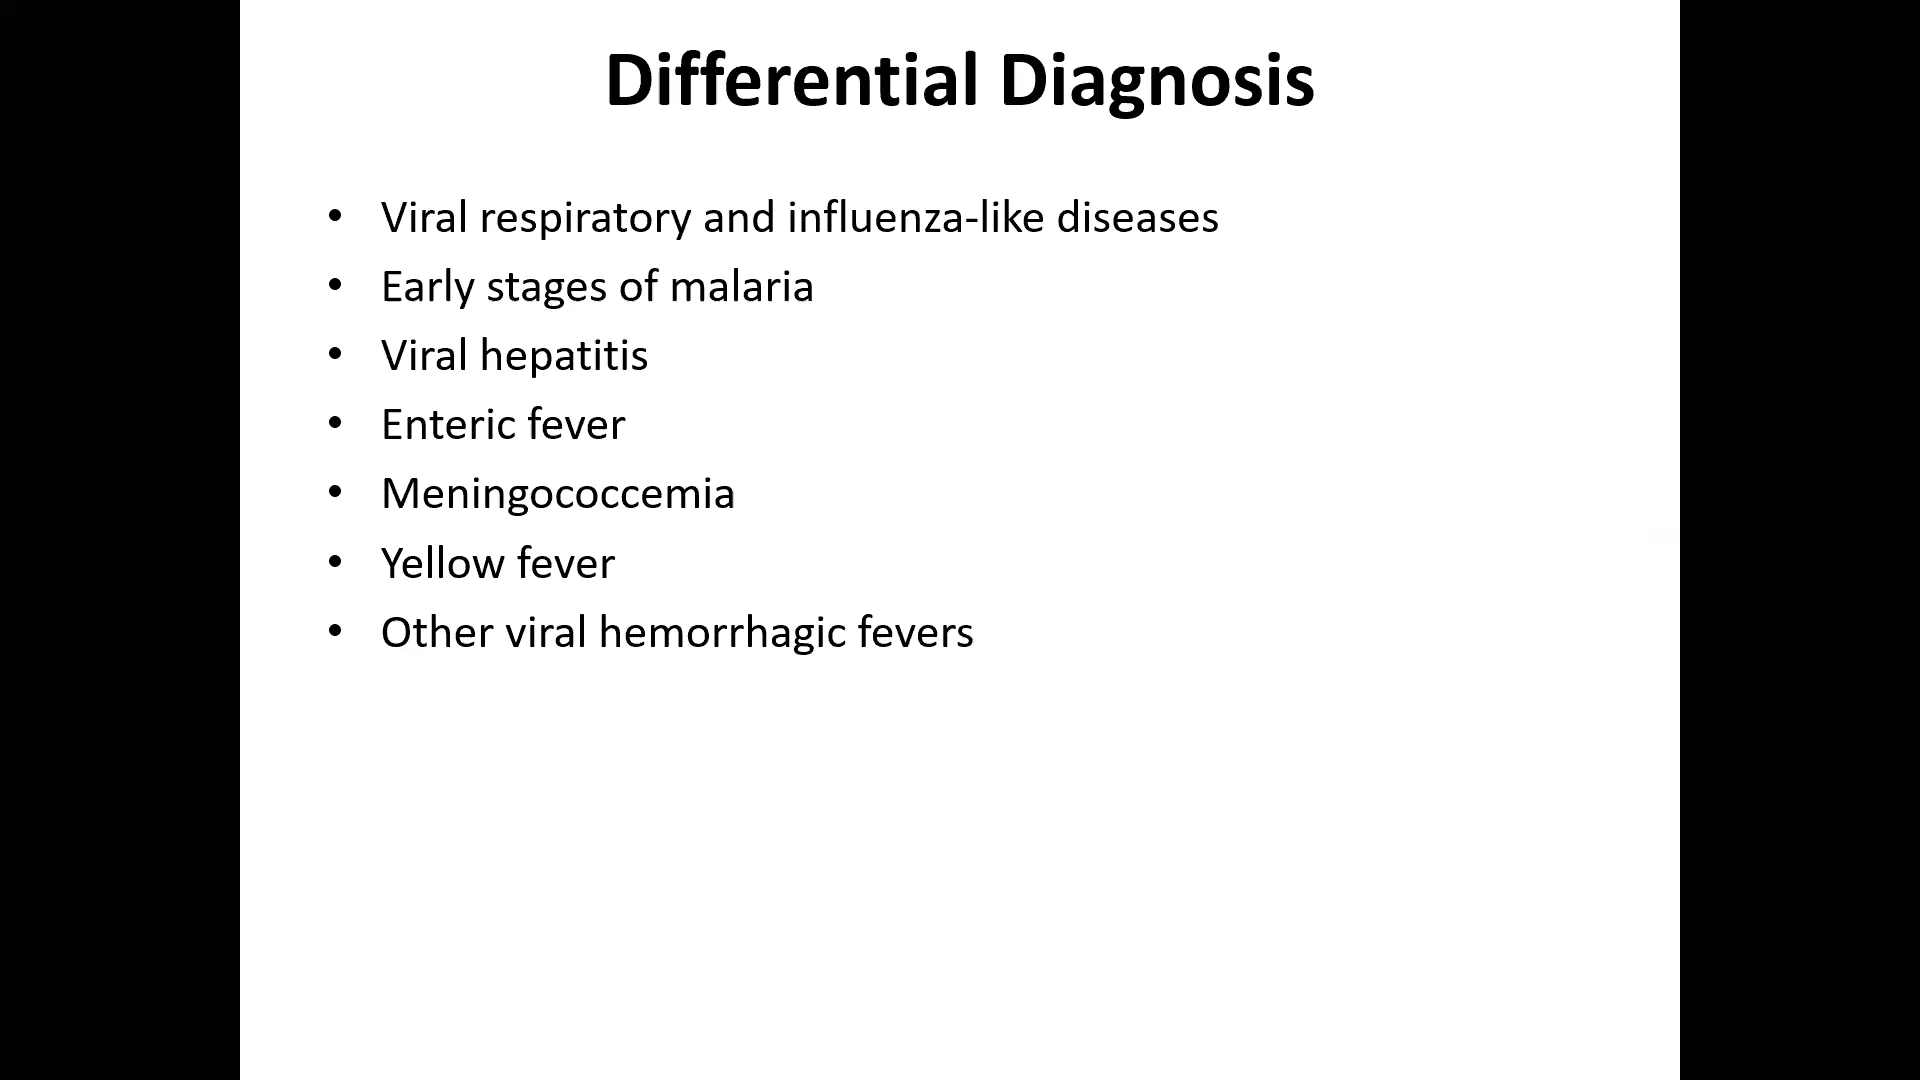 Differential Diagnosis
• Viral respiratory and influenza-like diseases
• Early stages of malaria
• Viral hepatitis
• Enteric fever
• Meningococcemia
• Yellow fever
• Other viral hemorrhagic fevers